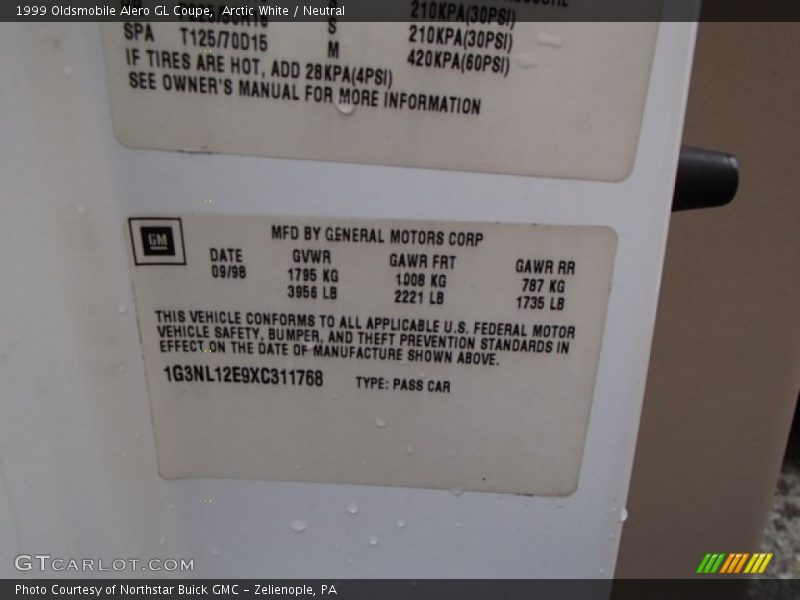 1999 Oldsmobile Alero GL Coupe, Arctic White / Neutral
S 210KPA(30PSI)
S 210KPA(30PSI)
SPA T125/70D15 M 420KPA(60PSI)
IF TIRES ARE HOT, ADD 28KPA(4PSI)
SEE OWNER'S MANUAL FOR MORE INFORMATION
GM
MFD BY GENERAL MOTORS CORP
DATE GVWR GAWR FRT GAWR RR
09/98 1795 KG 1008 KG 787 KG
3956 LB 2221 LB 1735 LB
THIS VEHICLE CONFORMS TO ALL APPLICABLE U.S. FEDERAL MOTOR
VEHICLE SAFETY, BUMPER, AND THEFT PREVENTION STANDARDS IN
EFFECT ON THE DATE OF MANUFACTURE SHOWN ABOVE.
1G3NL12E9XC311768 TYPE: PASS CAR
GTCARLOT.COM
Photo Courtesy of Northstar Buick GMC – Zelienople, PA